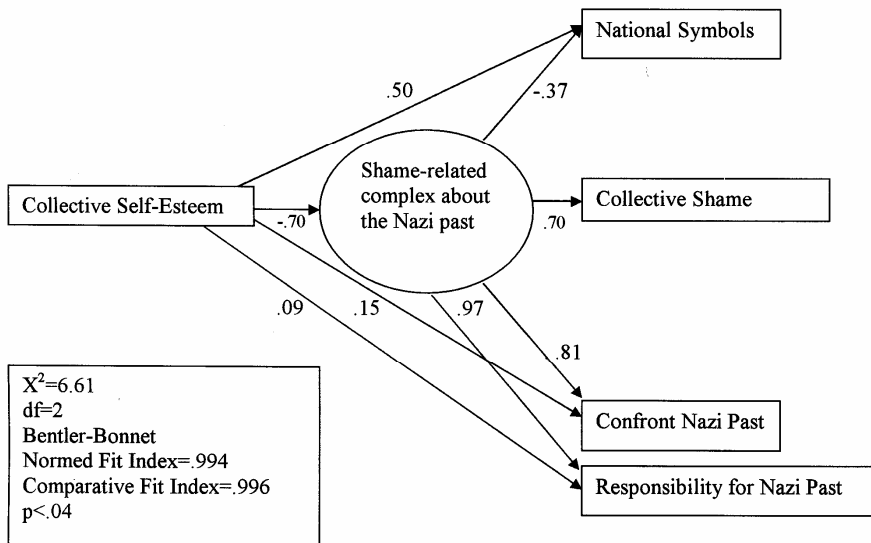 National Symbols
.50
-.37
Shame-related
complex about
the Nazi past
Collective Self-Esteem
-.70
.70
Collective Shame
.09
.15
.97
.81
X²=6.61
df=2
Bentler-Bonnet
Normed Fit Index=.994
Comparative Fit Index=.996
p<.04
Confront Nazi Past
Responsibility for Nazi Past